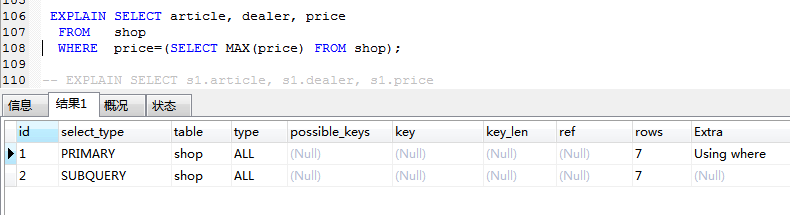 106 EXPLAIN SELECT article, dealer, price
107 FROM shop
108 WHERE price=(SELECT MAX(price) FROM shop);
109
110 -- EXPLAIN SELECT s1.article, s1.dealer, s1.price
信息 结果1 概况 状态
id select_type table type possible_keys key key_len ref rows Extra
1 PRIMARY shop ALL (Null) (Null) (Null) (Null) 7 Using where
2 SUBQUERY shop ALL (Null) (Null) (Null) (Null) 7 (Null)